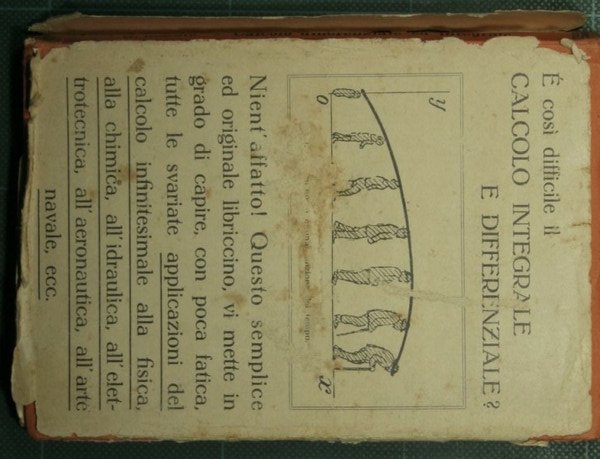 É così difficile il
CALCOLO INTEGRALE
E DIFFERENZIALE?
y
o
x
Nient'affatto! Questo semplice
ed originale libriccino, vi mette in
grado di capire, con poca fatica,
tutte le svariate applicazioni del
calcolo infinitesimale alla fisica,
alla chimica, all'idraulica, all'elet-
trotecnica, all'aeronautica, all'arte
navale, ecc.